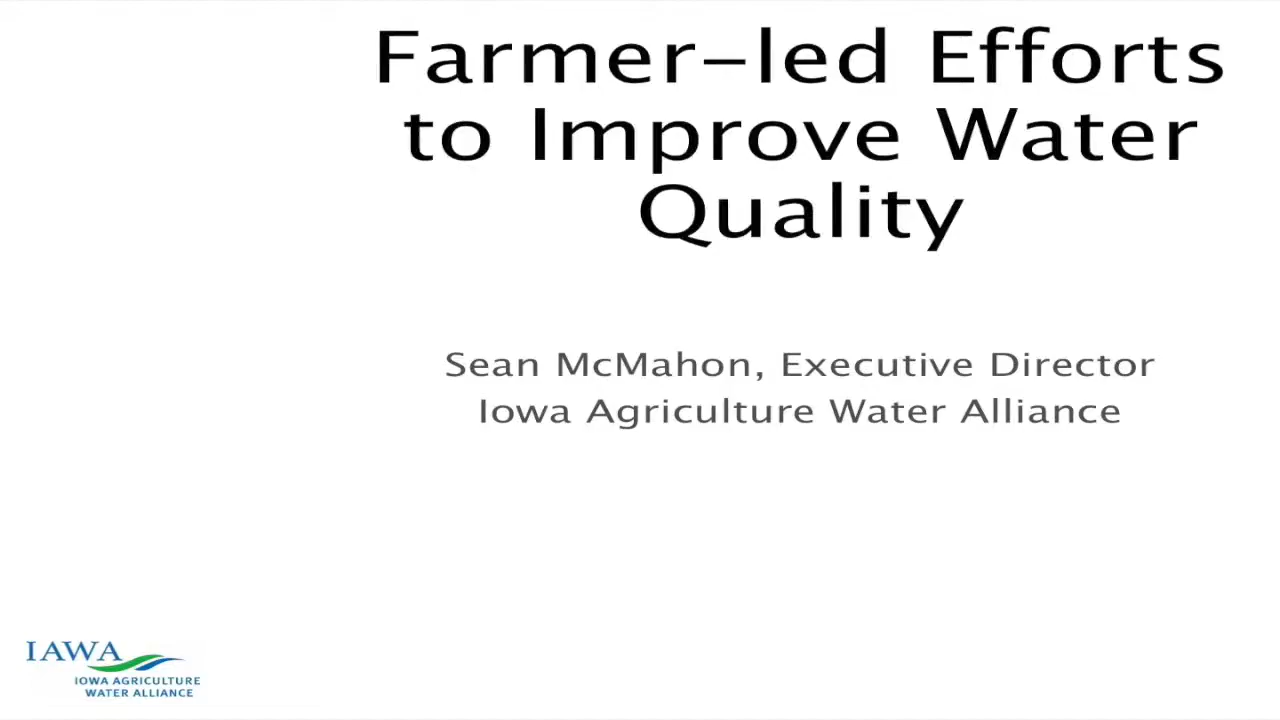 Farmer-led Efforts
to Improve Water
Quality
Sean McMahon, Executive Director
Iowa Agriculture Water Alliance
IAWA
IOWA AGRICULTURE
WATER ALLIANCE